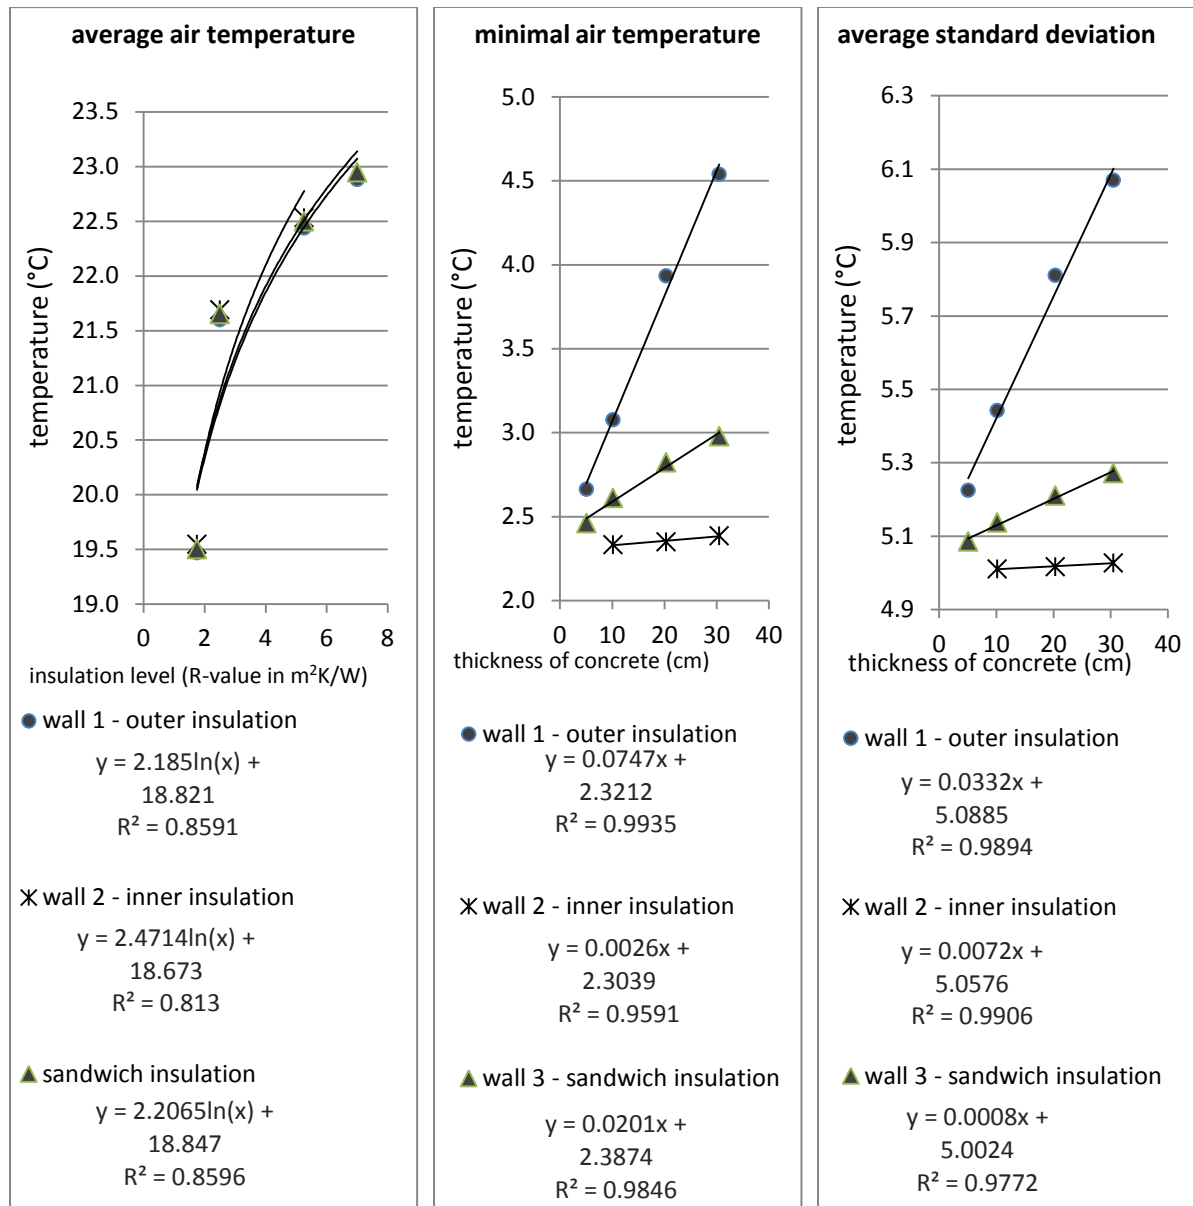 average air temperature
23.5
23.0
22.5
22.0
21.5
21.0
20.5
20.0
19.5
19.0
temperature (°C)
0 2 4 6 8
insulation level (R-value in m²K/W)
wall 1 - outer insulation
y = 2.185ln(x) +
18.821
R² = 0.8591
wall 2 - inner insulation
y = 2.4714ln(x) +
18.673
R² = 0.813
sandwich insulation
y = 2.2065ln(x) +
18.847
R² = 0.8596
minimal air temperature
5.0
4.5
4.0
3.5
3.0
2.5
2.0
temperature (°C)
0 10 20 30 40
thickness of concrete (cm)
wall 1 - outer insulation
y = 0.0747x +
2.3212
R² = 0.9935
wall 2 - inner insulation
y = 0.0026x +
2.3039
R² = 0.9591
wall 3 - sandwich insulation
y = 0.0201x +
2.3874
R² = 0.9846
average standard deviation
6.3
6.1
5.9
5.7
5.5
5.3
5.1
4.9
temperature (°C)
0 10 20 30 40
thickness of concrete (cm)
wall 1 - outer insulation
y = 0.0332x +
5.0885
R² = 0.9894
wall 2 - inner insulation
y = 0.0072x +
5.0576
R² = 0.9906
wall 3 - sandwich insulation
y = 0.0008x +
5.0024
R² = 0.9772